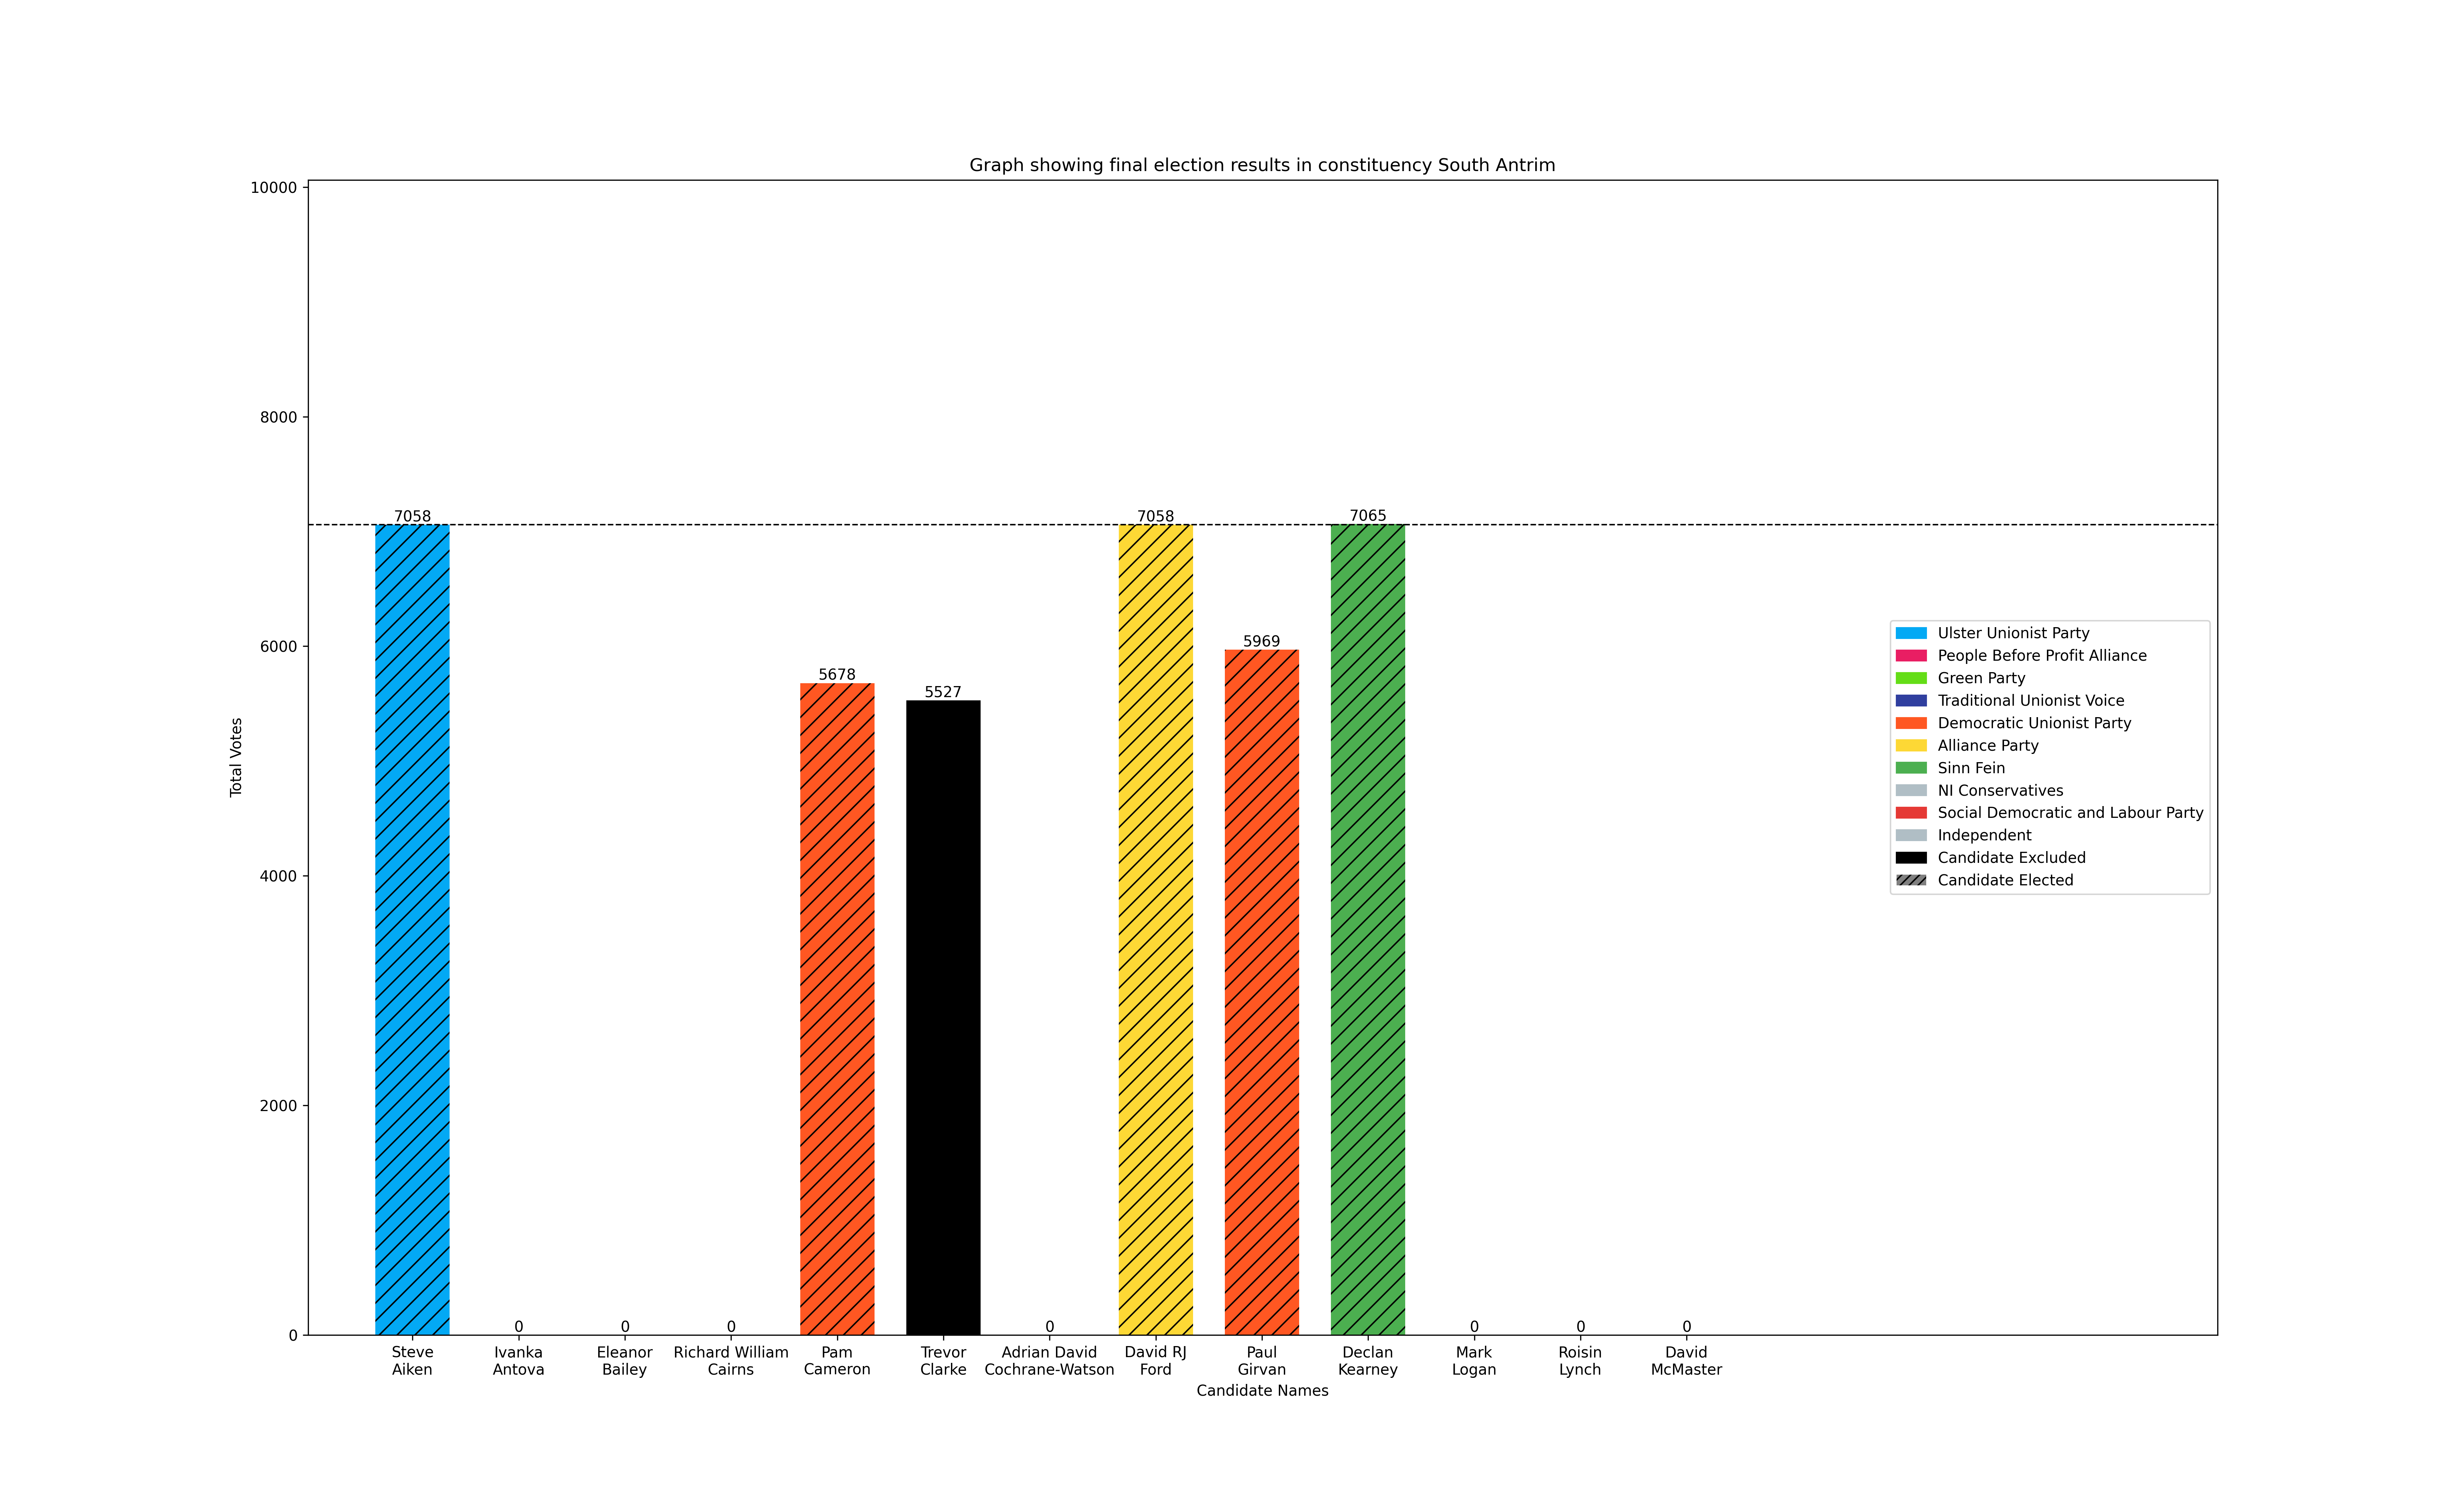 Graph showing final election results in constituency South Antrim
10000
8000
6000
4000
2000
0
Total Votes
7058
0
0
0
5678
5527
0
7058
5969
7065
0
0
0
Steve
Aiken
Ivanka
Antova
Eleanor
Bailey
Richard William
Cairns
Pam
Cameron
Trevor
Clarke
Adrian David
Cochrane-Watson
David RJ
Ford
Paul
Girvan
Declan
Kearney
Mark
Logan
Roisin
Lynch
David
McMaster
Candidate Names
Ulster Unionist Party
People Before Profit Alliance
Green Party
Traditional Unionist Voice
Democratic Unionist Party
Alliance Party
Sinn Fein
NI Conservatives
Social Democratic and Labour Party
Independent
Candidate Excluded
Candidate Elected